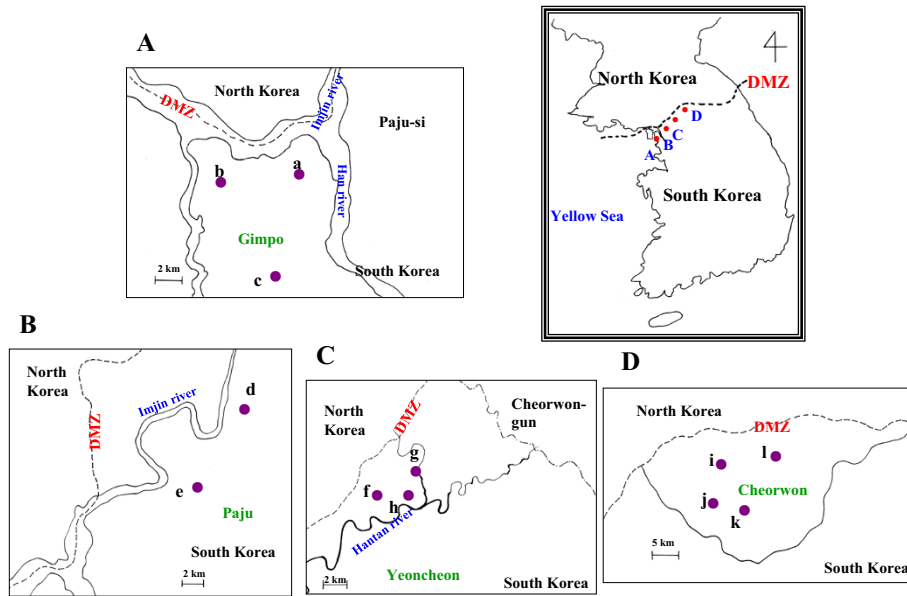 A
North Korea
DMZ
Imjin river
Paju-si
b
a
Han river
Gimpo
2 km
c
South Korea
4
North Korea
DMZ
D
C
B
A
South Korea
Yellow Sea
B
North
Korea
Imjin river
d
DMZ
e
Paju
South Korea
2 km
C
North
Korea
DMZ
Cheorwon-
gun
g
f
h
Hantan river
2 km
Yeoncheon
South Korea
D
North Korea
DMZ
i
l
Cheorwon
j
k
5 km
South Korea